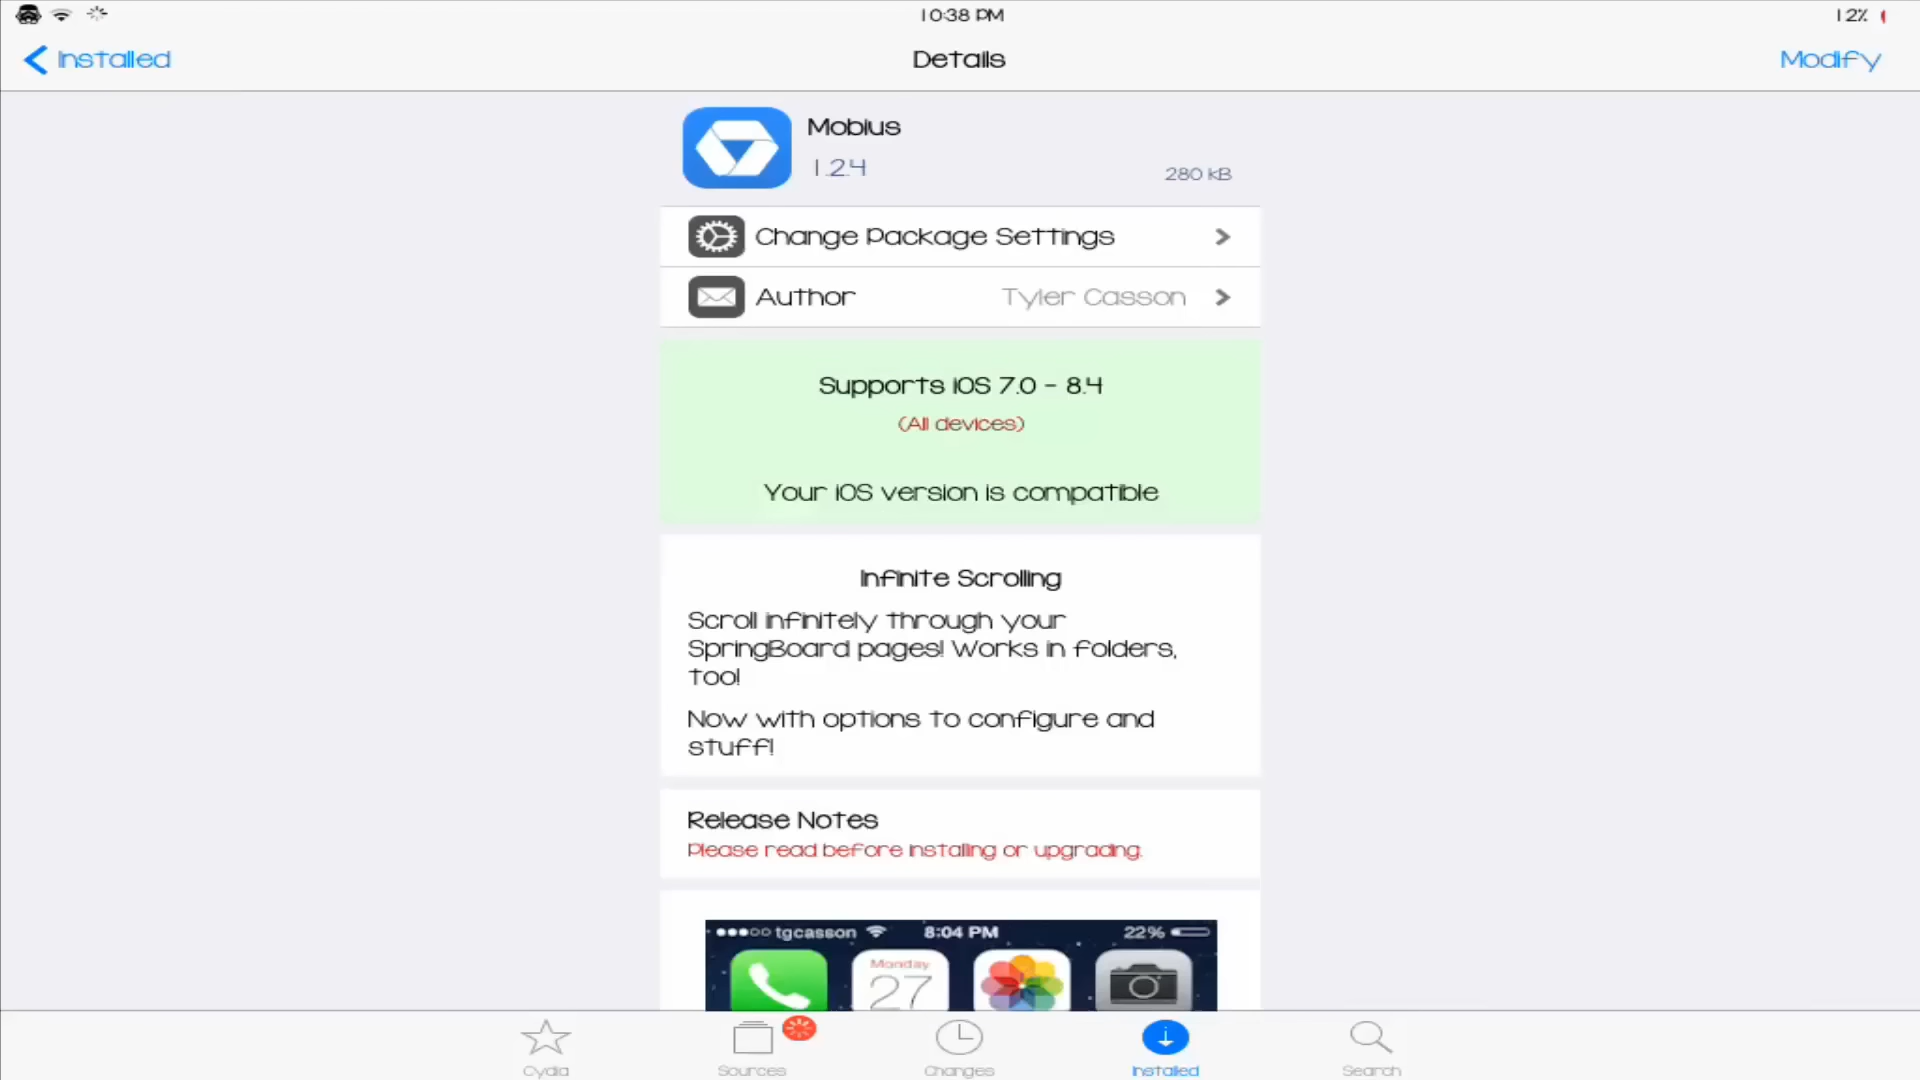 10:38 PM
12%
Installed
Details
Modify
Mobius
1.2.4
280 kB
Change Package Settings
Author
Tyler Casson
Supports iOS 7.0 - 8.4
(All devices)
Your iOS version is compatible
Infinite Scrolling
Scroll infinitely through your
SpringBoard pages! Works in folders,
too!
Now with options to configure and
stuff!
Release Notes
Please read before installing or upgrading.
tgcasson
8:04 PM
22%
Monday
27
Cydia
Sources
Changes
Installed
Search